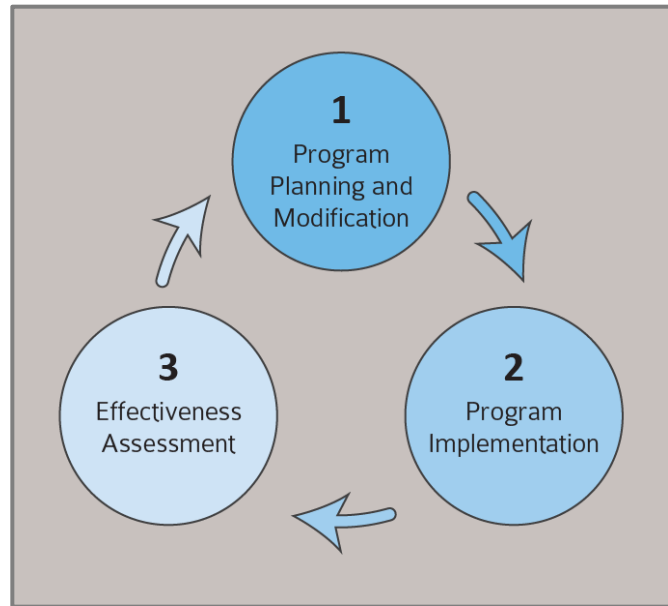 1
Program
Planning and
Modification
2
Program
Implementation
3
Effectiveness
Assessment